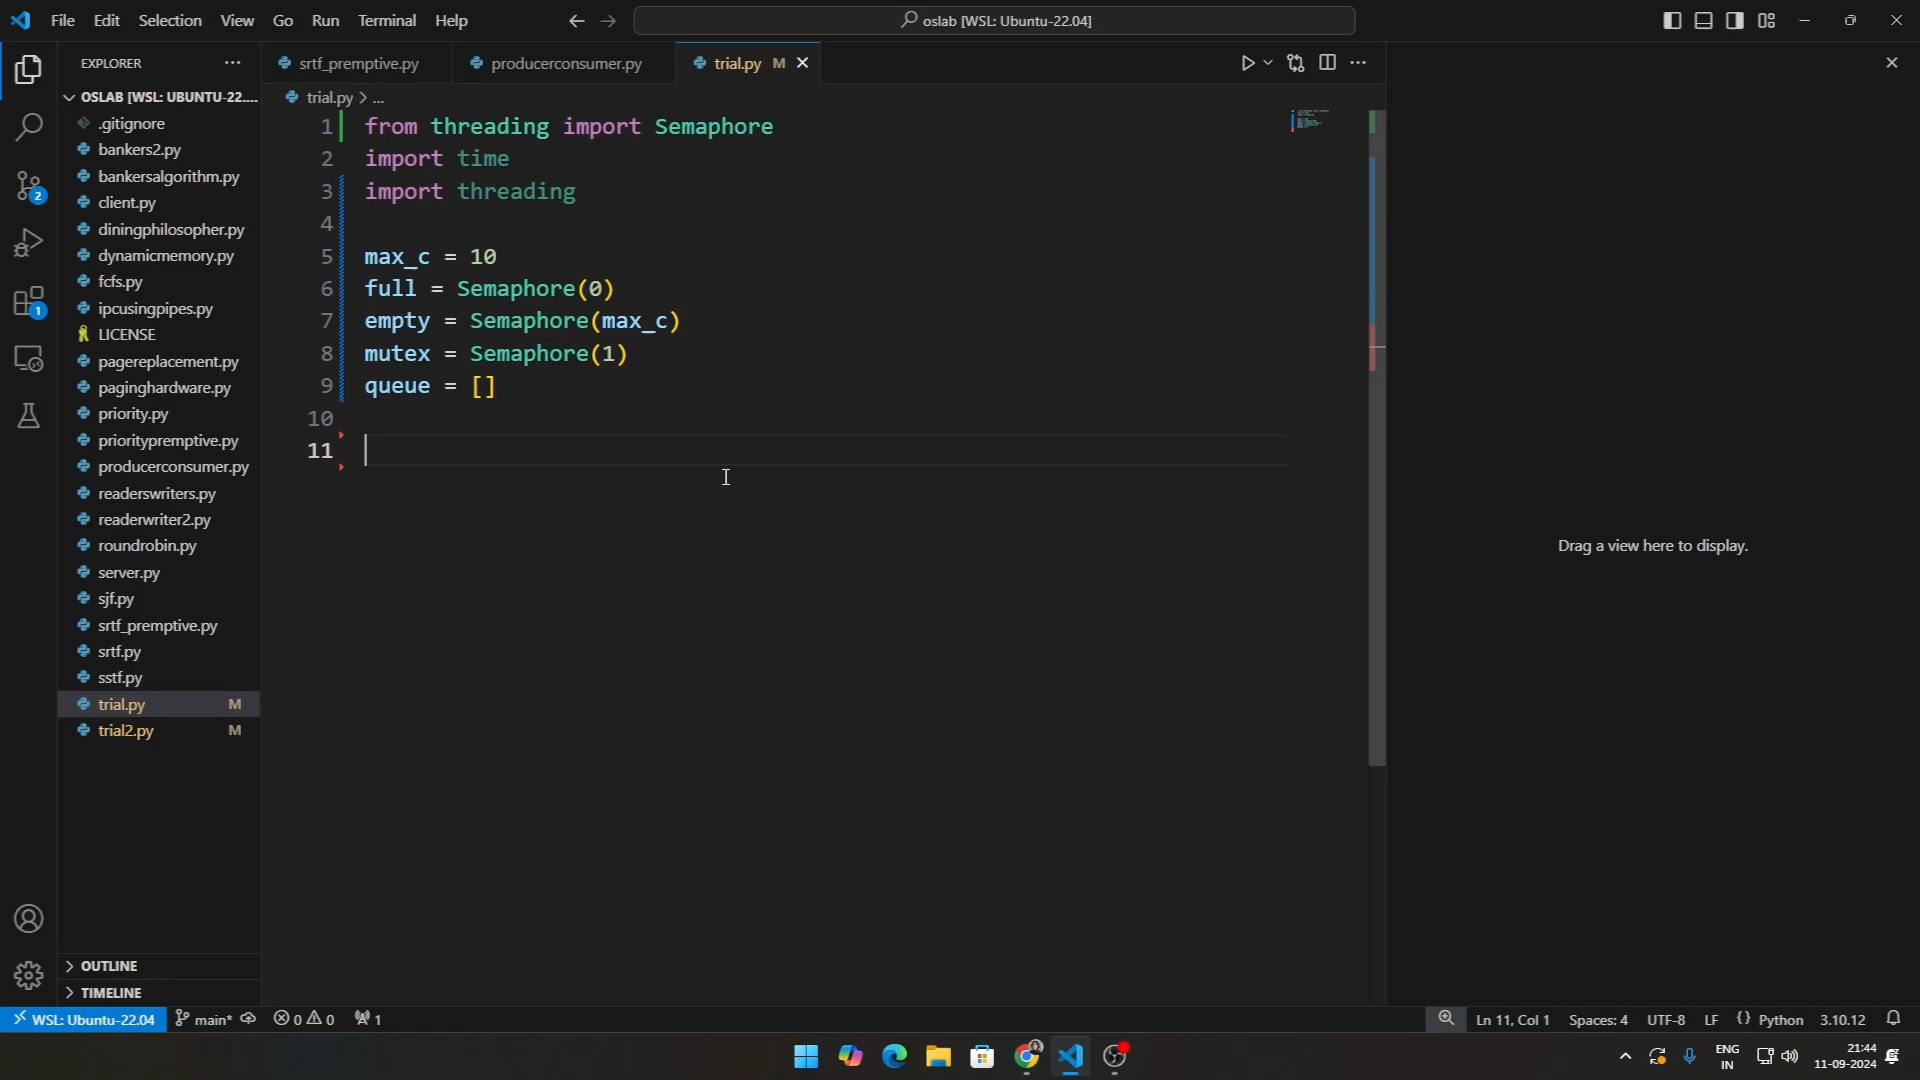 File Edit Selection View Go Run Terminal Help
oslab [WSL: Ubuntu-22.04]
EXPLORER
srtf_premptive.py
producerconsumer.py
trial.py M
OSLAB [WSL: UBUNTU-22....
trial.py > ...
.gitignore
bankers2.py
bankersalgorithm.py
client.py
diningphilosopher.py
dynamicmemory.py
fcfs.py
ipcusingpipes.py
LICENSE
pagereplacement.py
paginghardware.py
priority.py
prioritypremptive.py
producerconsumer.py
readerswriters.py
readerwriter2.py
roundrobin.py
server.py
sjf.py
srtf_premptive.py
srtf.py
sstf.py
trial.py M
trial2.py M
OUTLINE
TIMELINE
1 from threading import Semaphore
2 import time
3 import threading
4
5 max_c = 10
6 full = Semaphore(0)
7 empty = Semaphore(max_c)
8 mutex = Semaphore(1)
9 queue = []
10
11
Drag a view here to display.
2
1
WSL: Ubuntu-22.04 main* 0 0 1
Ln 11, Col 1 Spaces: 4 UTF-8 LF {} Python 3.10.12
ENG
IN
21:44
11-09-2024